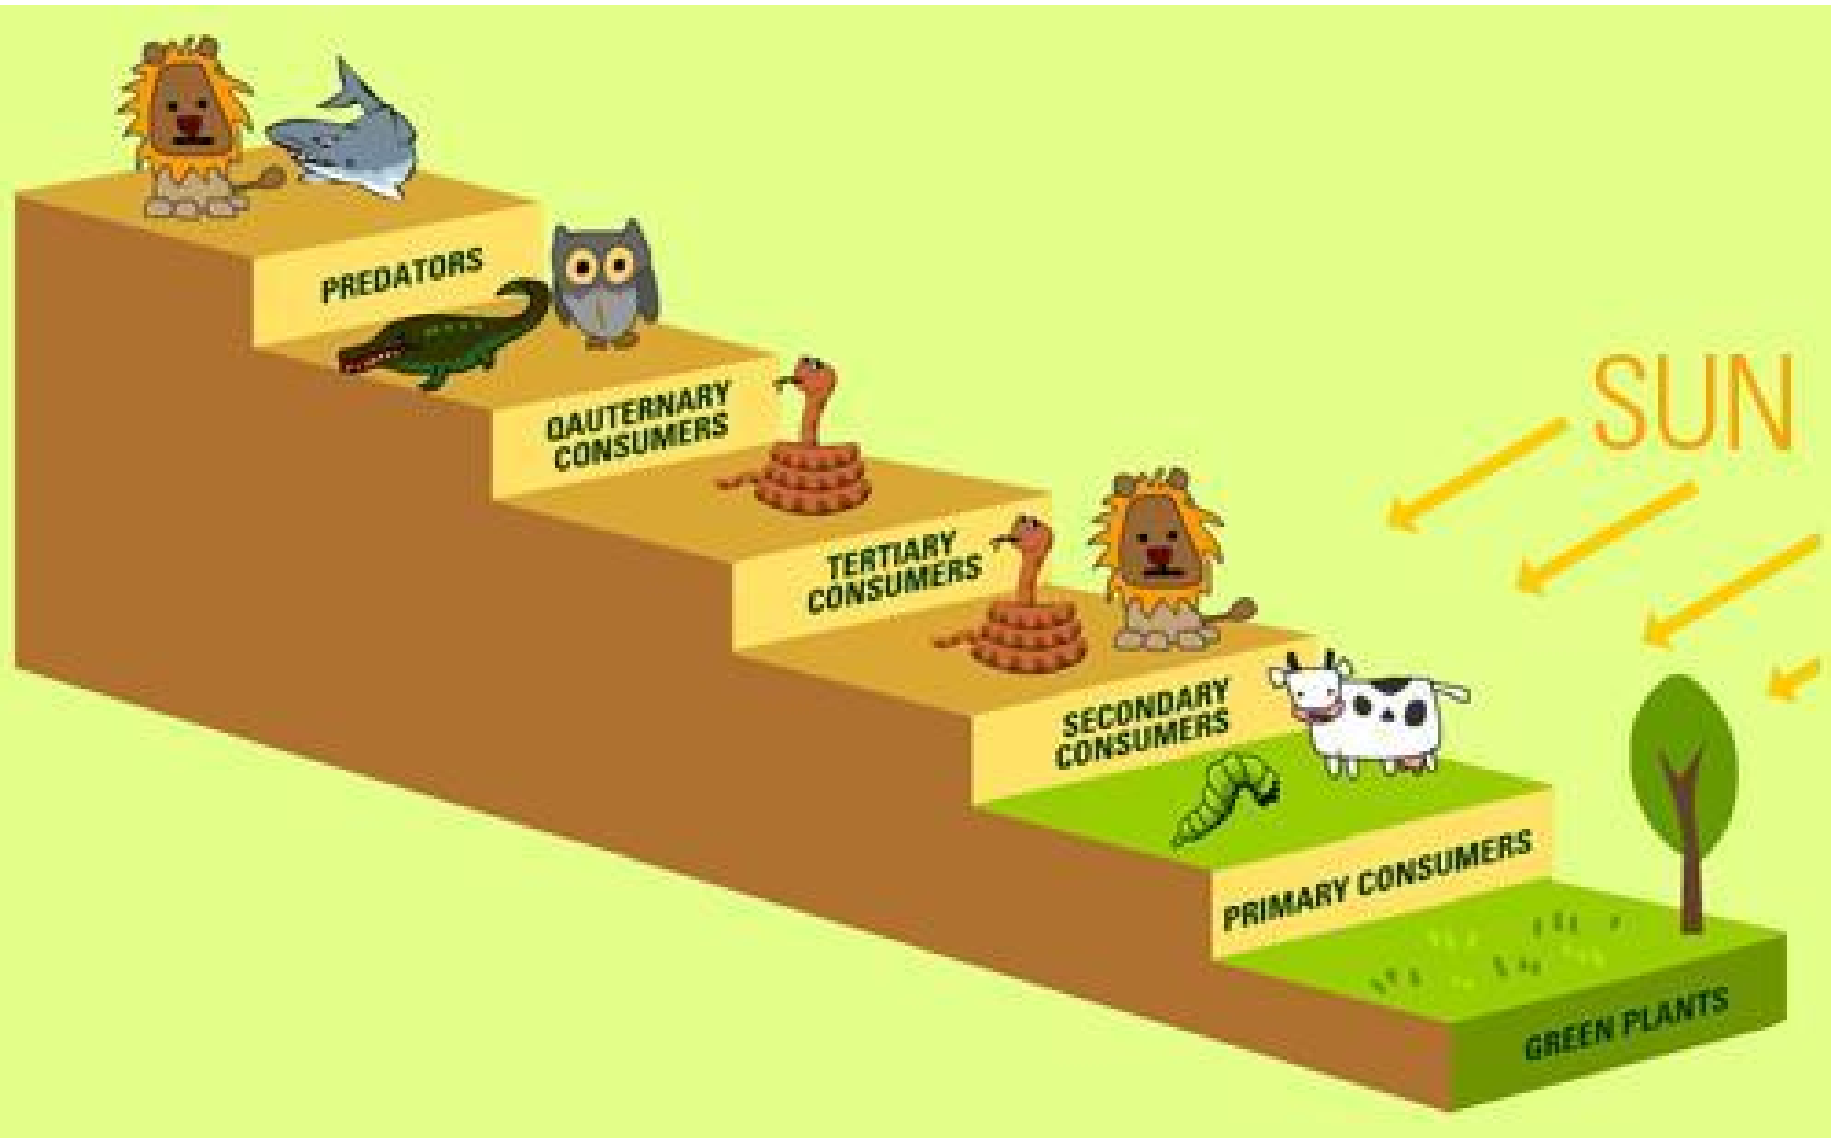 PREDATORS
QAUTERNARY
CONSUMERS
SUN
TERTIARY
CONSUMERS
SECONDARY
CONSUMERS
PRIMARY CONSUMERS
GREEN PLANTS